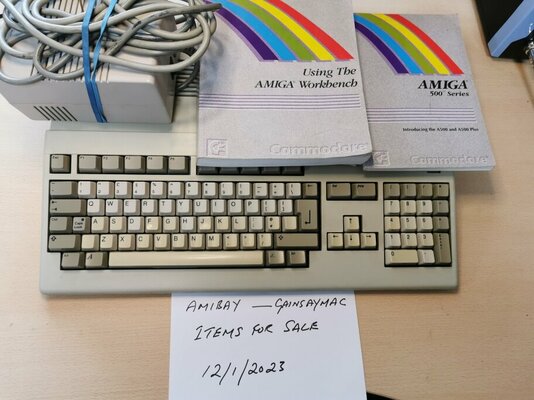 Using The
AMIGA Workbench
Commodore
AMIGA
500 Series
Introducing the A500 and A500 Plus
Commodore
Q W E R T Y U I O P
A S D F G H J K L
Z X C V B N M
AMIBAY — GAINSAYMAC
ITEMS FOR SALE
12/1/2023